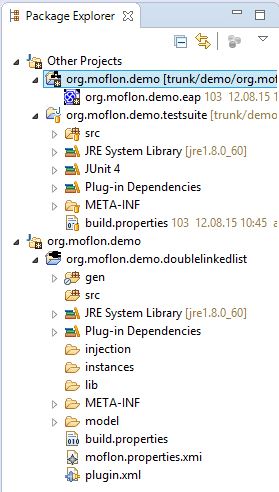 Package Explorer
Other Projects
org.moflon.demo [trunk/demo/org.mof
org.moflon.demo.eap 103 12.08.15 1
org.moflon.demo.testsuite [trunk/demo
src
JRE System Library [jre1.8.0_60]
JUnit 4
Plug-in Dependencies
META-INF
build.properties 103 12.08.15 10:45 a
org.moflon.demo
org.moflon.demo.doublelinkedlist
gen
src
JRE System Library [jre1.8.0_60]
Plug-in Dependencies
injection
instances
lib
META-INF
model
build.properties
moflon.properties.xmi
plugin.xml